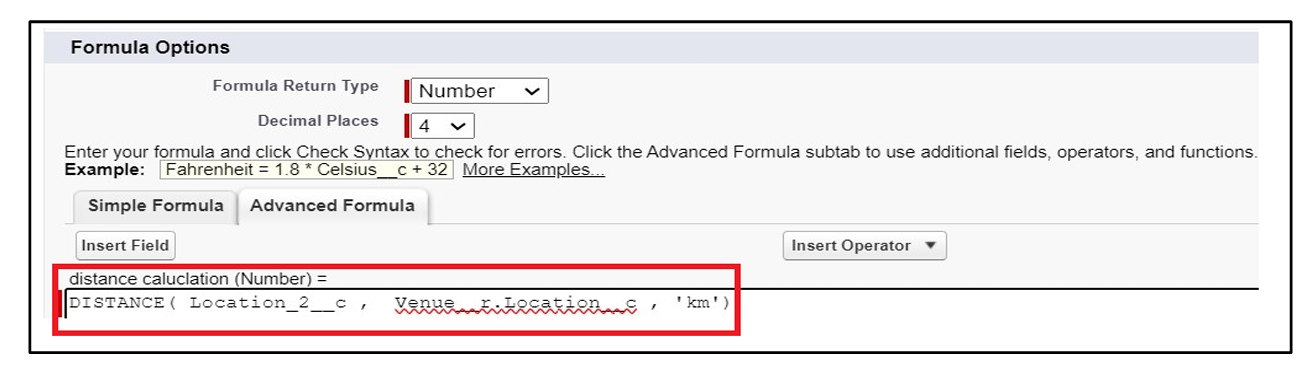 Formula Options
Formula Return Type Number
Decimal Places 4
Enter your formula and click Check Syntax to check for errors. Click the Advanced Formula subtab to use additional fields, operators, and functions.
Example: Fahrenheit = 1.8 * Celsius__c + 32 More Examples...
Simple Formula Advanced Formula
Insert Field Insert Operator
distance caluclation (Number) =
DISTANCE( Location_2__c , Venue__r.Location__c , 'km')